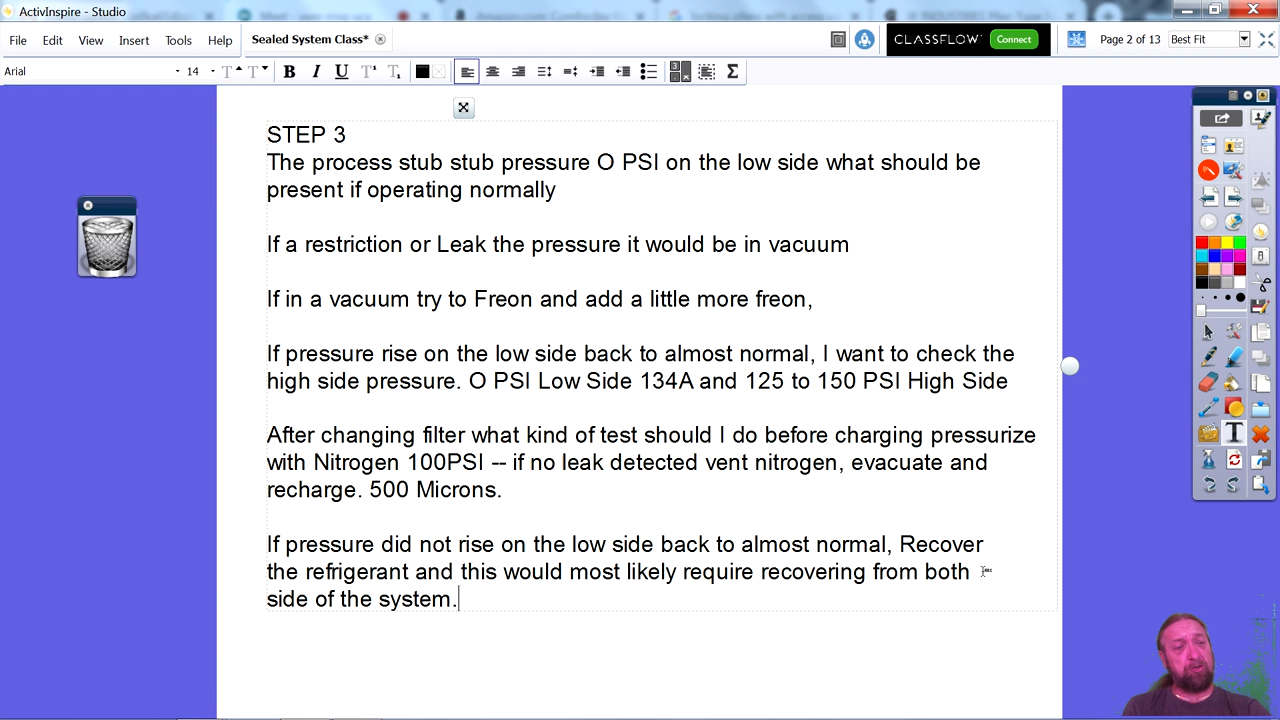 ActivInspire - Studio
File Edit View Insert Tools Help
Sealed System Class*
CLASSFLOW Connect
Page 2 of 13 Best Fit
Arial 14
STEP 3
The process stub stub pressure O PSI on the low side what should be
present if operating normally
If a restriction or Leak the pressure it would be in vacuum
If in a vacuum try to Freon and add a little more freon,
If pressure rise on the low side back to almost normal, I want to check the
high side pressure. O PSI Low Side 134A and 125 to 150 PSI High Side
After changing filter what kind of test should I do before charging pressurize
with Nitrogen 100PSI -- if no leak detected vent nitrogen, evacuate and
recharge. 500 Microns.
If pressure did not rise on the low side back to almost normal, Recover
the refrigerant and this would most likely require recovering from both
side of the system.